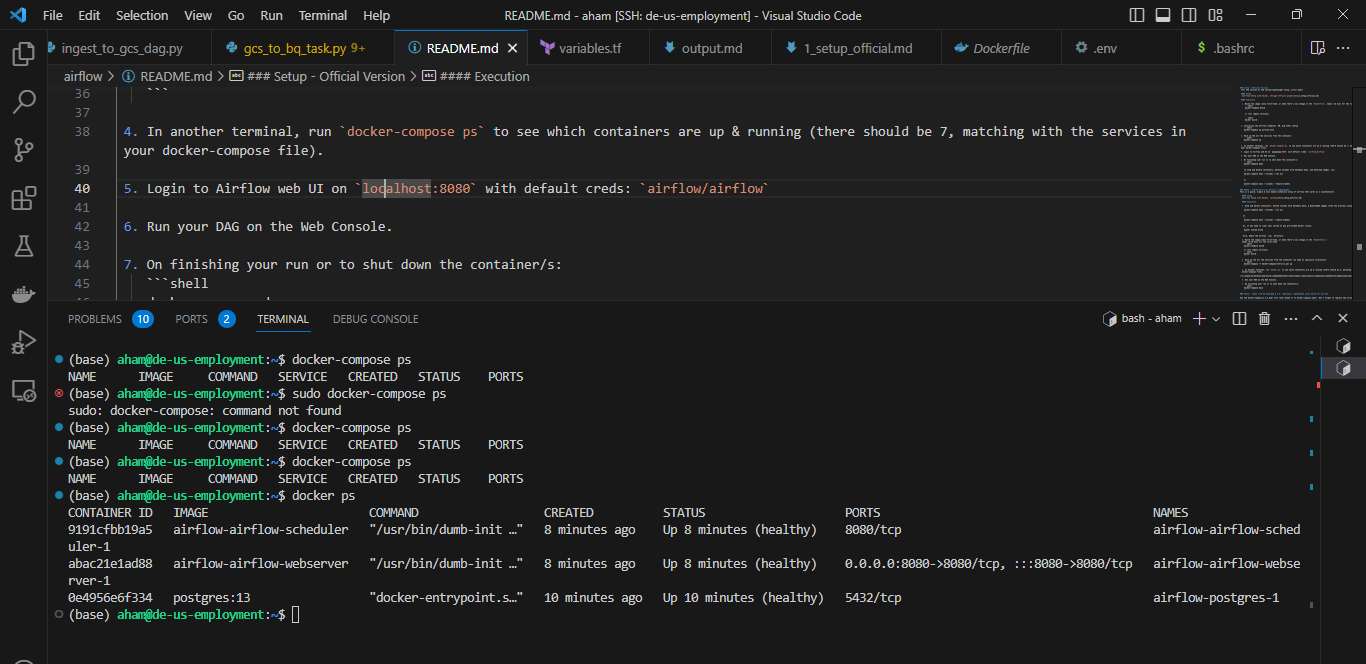 File Edit Selection View Go Run Terminal Help README.md - aham [SSH: de-us-employment] - Visual Studio Code
ingest_to_gcs_dag.py gcs_to_bq_task.py 9+ README.md variables.tf output.md 1_setup_official.md Dockerfile .env $ .bashrc
airflow > README.md > ### Setup - Official Version > #### Execution
36 ```
37
38 4. In another terminal, run `docker-compose ps` to see which containers are up & running (there should be 7, matching with the services in
your docker-compose file).
39
40 5. Login to Airflow web UI on `localhost:8080` with default creds: `airflow/airflow`
41
42 6. Run your DAG on the Web Console.
43
44 7. On finishing your run or to shut down the container/s:
45 ```shell
PROBLEMS 10 PORTS 2 TERMINAL DEBUG CONSOLE bash - aham
(base) aham@de-us-employment:~$ docker-compose ps
NAME IMAGE COMMAND SERVICE CREATED STATUS PORTS
(base) aham@de-us-employment:~$ sudo docker-compose ps
sudo: docker-compose: command not found
(base) aham@de-us-employment:~$ docker-compose ps
NAME IMAGE COMMAND SERVICE CREATED STATUS PORTS
(base) aham@de-us-employment:~$ docker-compose ps
NAME IMAGE COMMAND SERVICE CREATED STATUS PORTS
(base) aham@de-us-employment:~$ docker ps
CONTAINER ID IMAGE COMMAND CREATED STATUS PORTS NAMES
9191cfbb19a5 airflow-airflow-scheduler "/usr/bin/dumb-init …" 8 minutes ago Up 8 minutes (healthy) 8080/tcp airflow-airflow-sched
uler-1
abac21e1ad88 airflow-airflow-webserver "/usr/bin/dumb-init …" 8 minutes ago Up 8 minutes (healthy) 0.0.0.0:8080->8080/tcp, :::8080->8080/tcp airflow-airflow-webse
rver-1
0e4956e6f334 postgres:13 "docker-entrypoint.s…" 10 minutes ago Up 10 minutes (healthy) 5432/tcp airflow-postgres-1
(base) aham@de-us-employment:~$